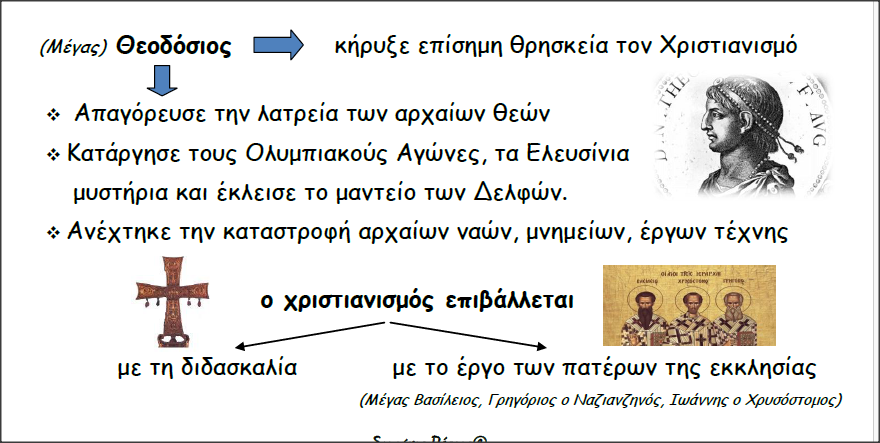 (Μέγας) Θεοδόσιος κήρυξε επίσημη θρησκεία τον Χριστιανισμό
Απαγόρευσε την λατρεία των αρχαίων θεών
Κατάργησε τους Ολυμπιακούς Αγώνες, τα Ελευσίνια
μυστήρια και έκλεισε το μαντείο των Δελφών.
Ανέχτηκε την καταστροφή αρχαίων ναών, μνημείων, έργων τέχνης
ο χριστιανισμός επιβάλλεται
με τη διδασκαλία
με το έργο των πατέρων της εκκλησίας
(Μέγας Βασίλειος, Γρηγόριος ο Ναζιανζηνός, Ιωάννης ο Χρυσόστομος)